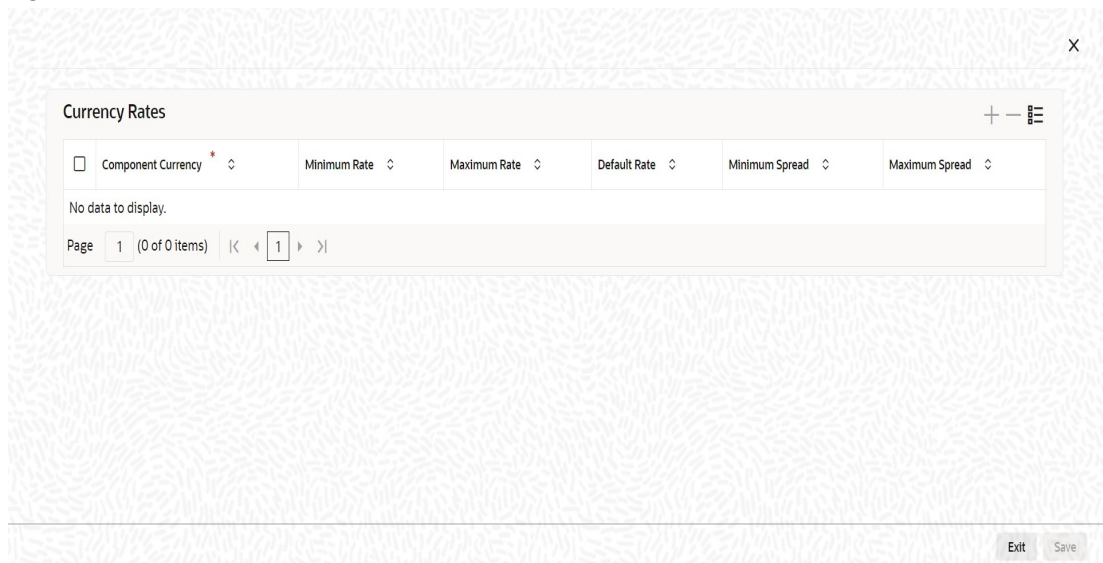 X
Currency Rates
Component Currency * Minimum Rate Maximum Rate Default Rate Minimum Spread Maximum Spread
No data to display.
Page 1 (0 of 0 items) 1
Exit Save